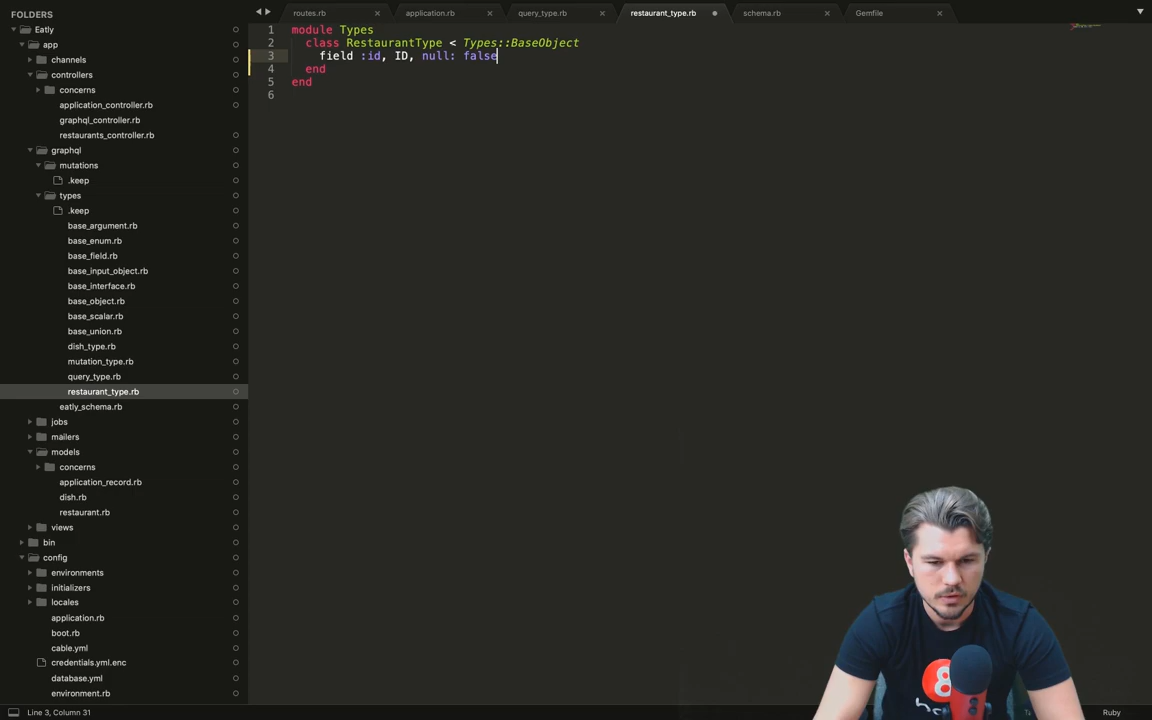 FOLDERS
Eatly
app
channels
controllers
concerns
application_controller.rb
graphql_controller.rb
restaurants_controller.rb
graphql
mutations
.keep
types
.keep
base_argument.rb
base_enum.rb
base_field.rb
base_input_object.rb
base_interface.rb
base_object.rb
base_scalar.rb
base_union.rb
dish_type.rb
mutation_type.rb
query_type.rb
restaurant_type.rb
eatly_schema.rb
jobs
mailers
models
concerns
application_record.rb
dish.rb
restaurant.rb
views
bin
config
environments
initializers
locales
application.rb
boot.rb
cable.yml
credentials.yml.enc
database.yml
environment.rb
routes.rb
application.rb
query_type.rb
restaurant_type.rb
schema.rb
Gemfile
1 module Types
2 class RestaurantType < Types::BaseObject
3 field :id, ID, null: false
4 end
5 end
6
8
Line 3, Column 31
Ruby